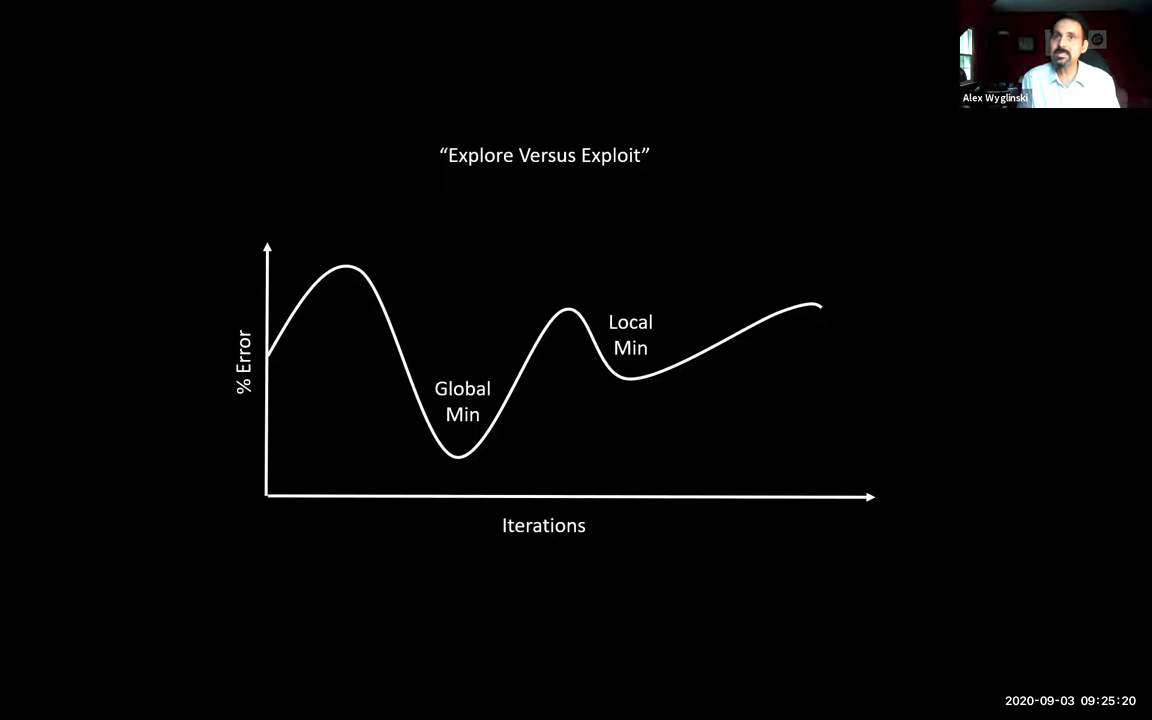 Alex Wyglinski
“Explore Versus Exploit”
% Error
Local
Min
Global
Min
Iterations
2020-09-03 09:25:20